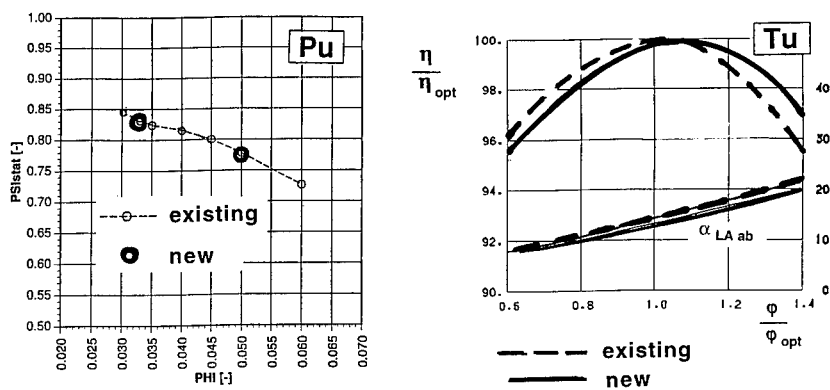 1.00
0.95
0.90
0.85
0.80
0.75
0.70
0.65
0.60
0.55
0.50
PSIstat [-]
Pu
existing
new
0.020
0.025
0.030
0.035
0.040
0.045
0.050
0.055
0.060
0.065
0.070
PHI [-]
η
η opt
100.
98.
96.
94.
92.
90.
Tu
40
30
20
10
0
α LA ab
0.6 0.8 1.0 1.2 1.4
φ
φ opt
existing
new